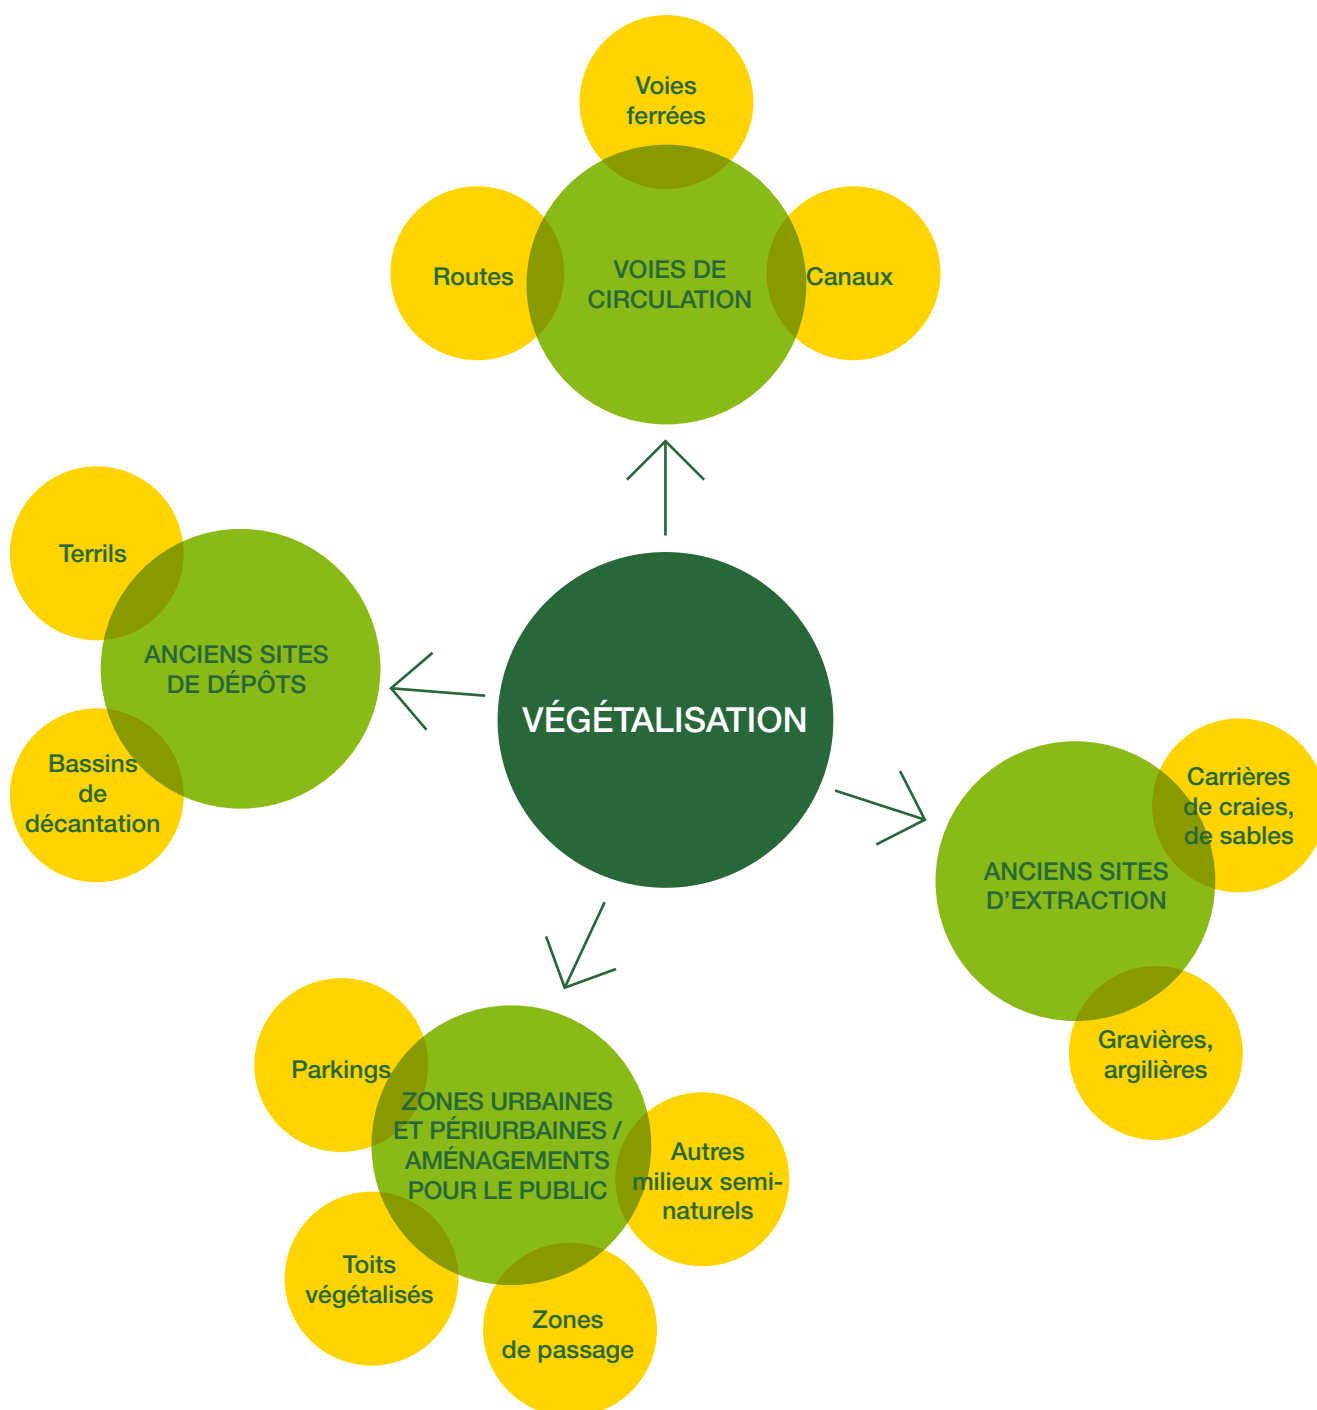 Voies
ferrées
Routes
VOIES DE
CIRCULATION
Canaux
Terrils
ANCIENS SITES
DE DÉPÔTS
Bassins
de
décantation
VÉGÉTALISATION
Carrières
de craies,
de sables
ANCIENS SITES
D’EXTRACTION
Gravières,
argilières
Parkings
ZONES URBAINES
ET PÉRIURBAINES /
AMÉNAGEMENTS
POUR LE PUBLIC
Autres
milieux semi-
naturels
Toits
végétalisés
Zones
de passage